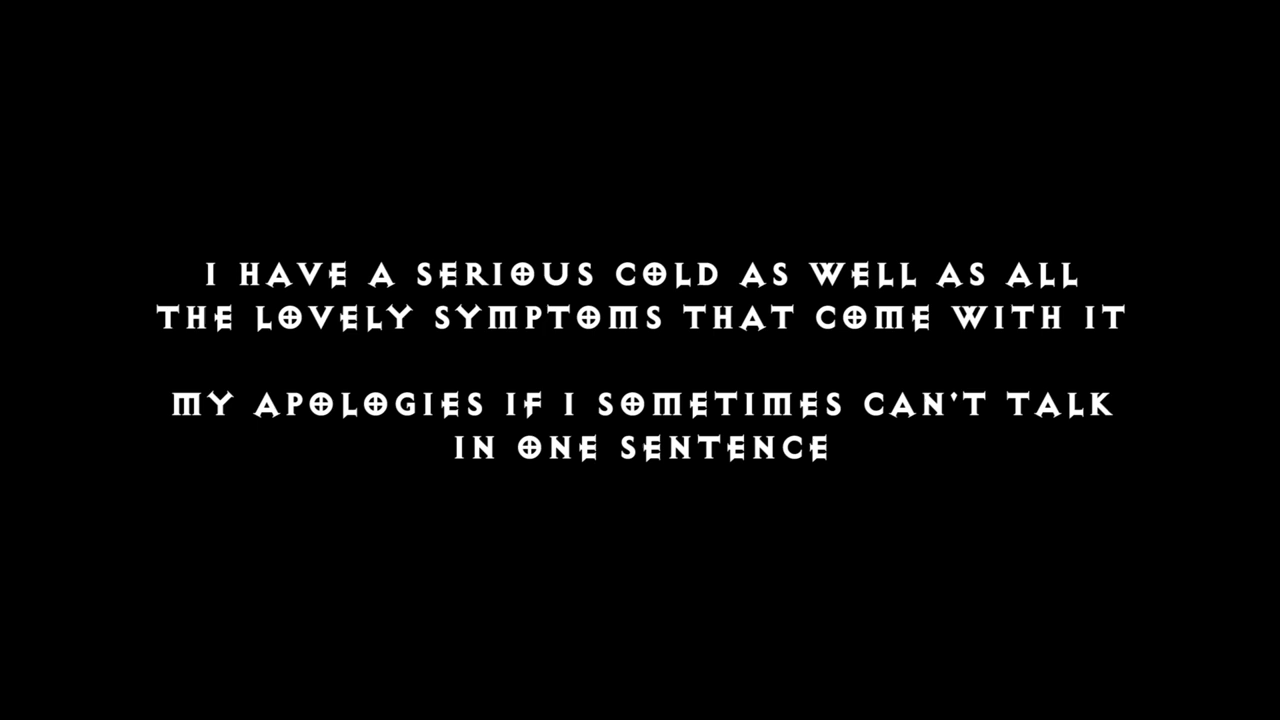 I HAVE A SERIOUS COLD AS WELL AS ALL
THE LOVELY SYMPTOMS THAT COME WITH IT
MY APOLOGIES IF I SOMETIMES CAN'T TALK
IN ONE SENTENCE